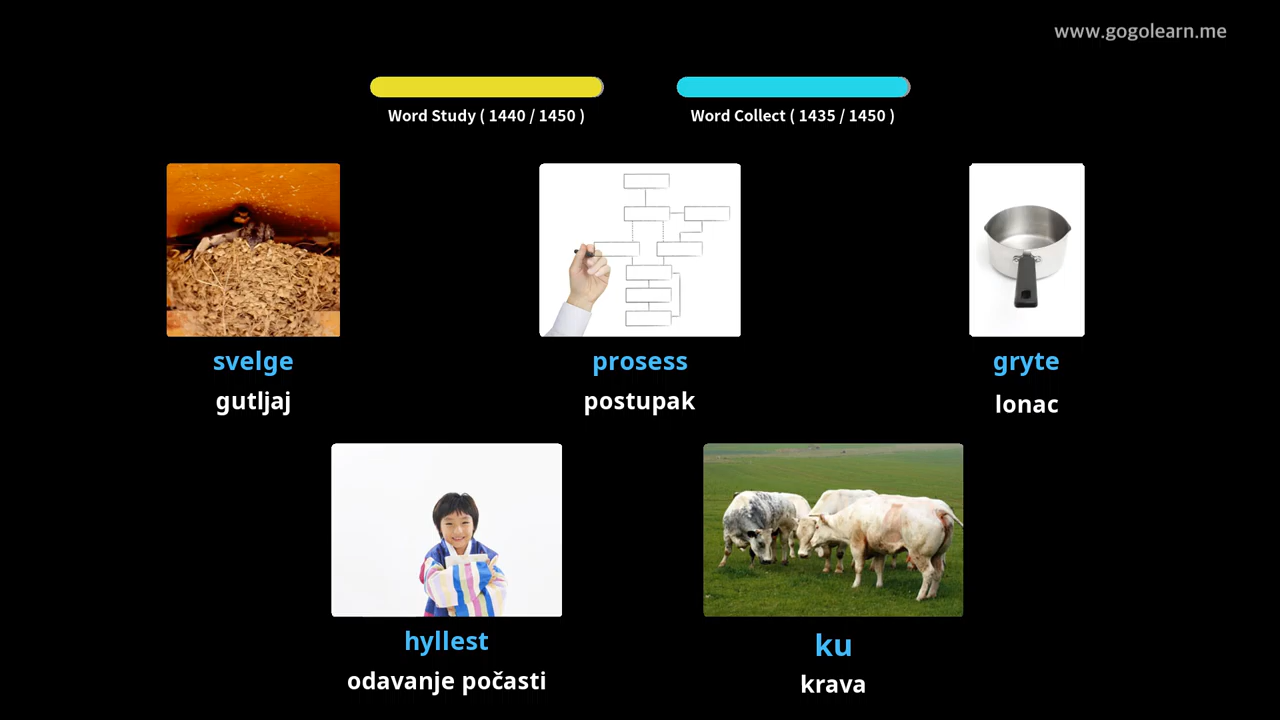 www.gogolearn.me
Word Study ( 1440 / 1450 )
Word Collect ( 1435 / 1450 )
svelge
gutljaj
prosess
postupak
gryte
lonac
hyllest
odavanje počasti
ku
krava